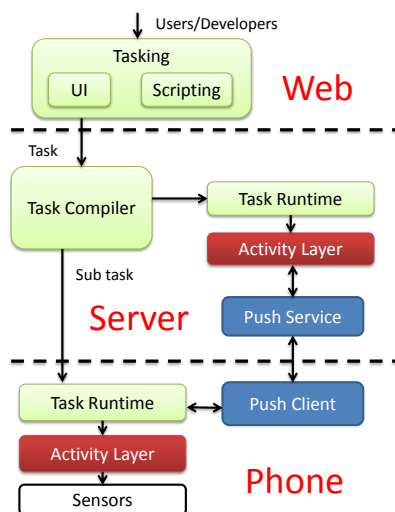 Users/Developers
Tasking
UI
Scripting
Web
Task
Task Compiler
Task Runtime
Activity Layer
Sub task
Server
Push Service
Task Runtime
Push Client
Activity Layer
Phone
Sensors